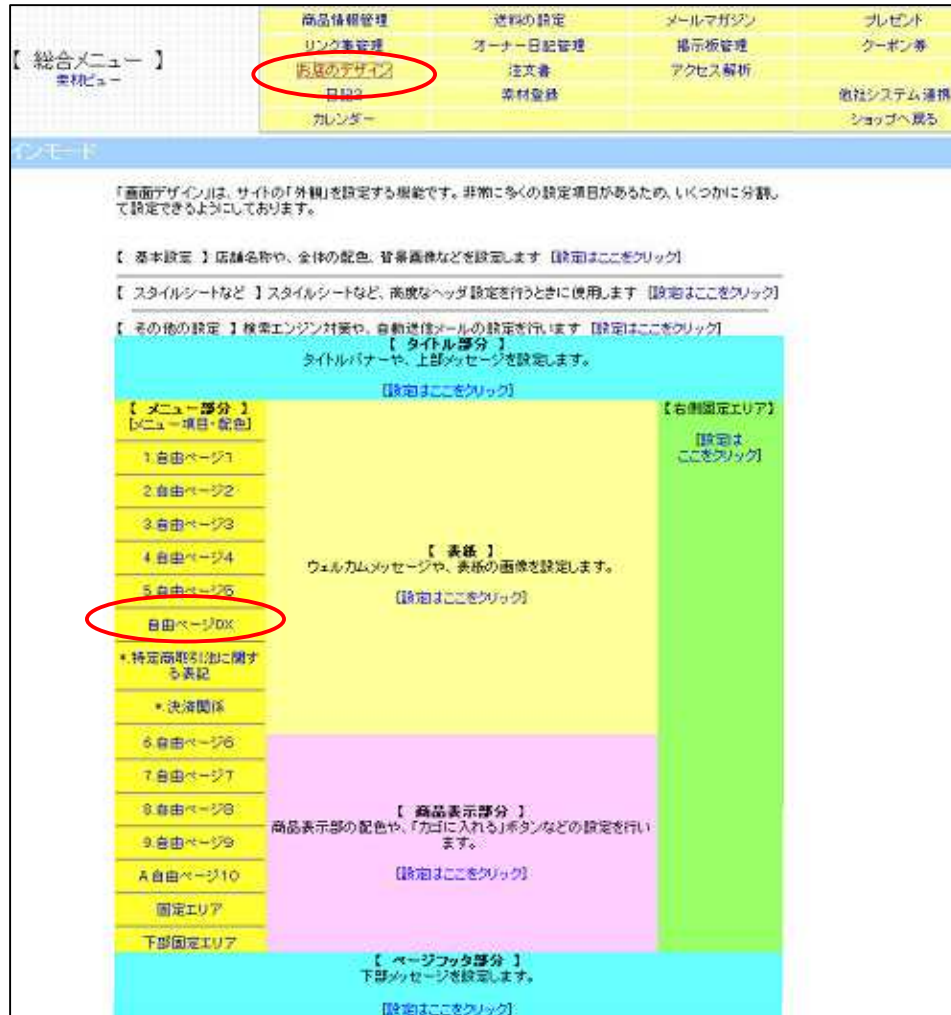 【 総合メニュー 】
素材ビュー
商品情報管理 送料の設定 メールマガジン プレゼント
リンク集管理 オーナー日記管理 掲示板管理 クーポン券
お店のデザイン 注文書 アクセス解析
日記2 素材登録 他社システム連携
カレンダー ショップへ戻る
インモード
「画面デザイン」は、サイトの「外観」を設定する機能です。非常に多くの設定項目があるため、いくつかに分割し
て設定できるようにしております。
【 基本設定 】店舗名称や、全体の配色、背景画像などを設定します [設定はここをクリック]
【 スタイルシートなど 】スタイルシートなど、高度なヘッダ設定を行うときに使用します [設定はここをクリック]
【 その他の設定 】検索エンジン対策や、自動送信メールの設定を行います [設定はここをクリック]
【 タイトル部分 】
タイトルバナーや、上部メッセージを設定します。
[設定はここをクリック]
【 メニュー部分 】
[メニュー項目・配色]
1.自由ページ1
2.自由ページ2
3.自由ページ3
4.自由ページ4
5.自由ページ5
自由ページDX
*.特定商取引法に関す
る表記
*.決済関係
6.自由ページ6
7.自由ページ7
8.自由ページ8
9.自由ページ9
A.自由ページ10
固定エリア
下部固定エリア
【 表紙 】
ウェルカムメッセージや、表紙の画像を設定します。
[設定はここをクリック]
【 商品表示部分 】
商品表示部の配色や、「カゴに入れる」ボタンなどの設定を行い
ます。
[設定はここをクリック]
【右側固定エリア】
[設定は
ここをクリック]
【 ページフッタ部分 】
下部メッセージを設定します。
[設定はここをクリック]